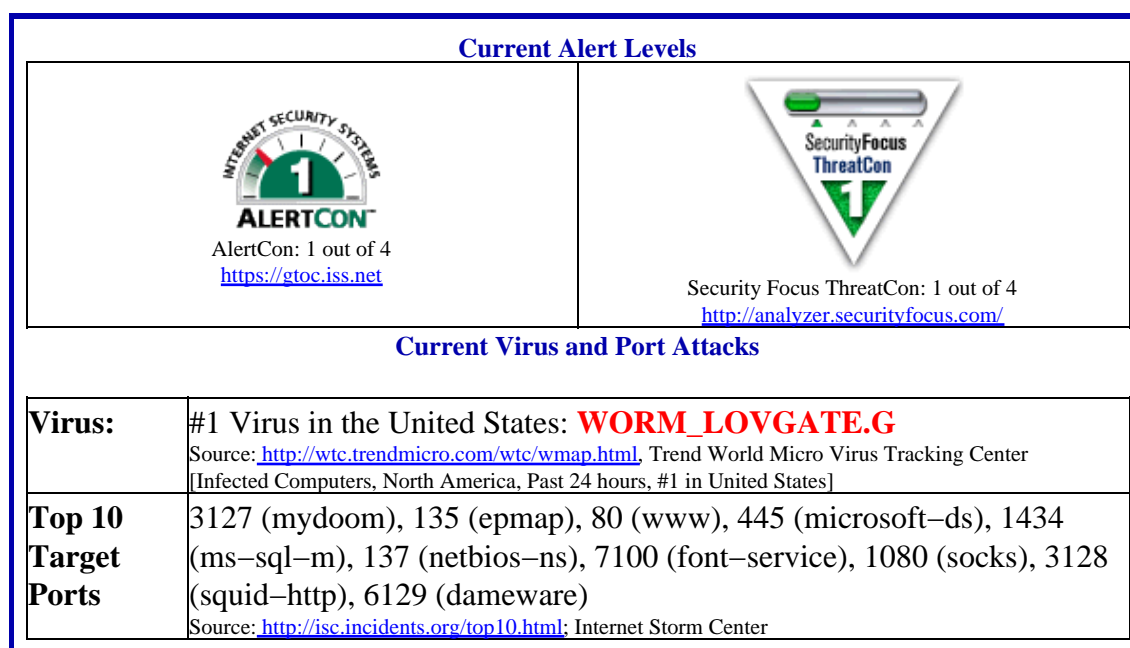 Current Alert Levels
INTERNET SECURITY SYSTEMS
1
ALERTCON™
AlertCon: 1 out of 4
https://gtoc.iss.net
SecurityFocus
ThreatCon
1
Security Focus ThreatCon: 1 out of 4
http://analyzer.securityfocus.com/
Current Virus and Port Attacks
Virus: #1 Virus in the United States: WORM_LOVGATE.G
Source: http://wtc.trendmicro.com/wtc/wmap.html, Trend World Micro Virus Tracking Center
[Infected Computers, North America, Past 24 hours, #1 in United States]
Top 10 3127 (mydoom), 135 (epmap), 80 (www), 445 (microsoft−ds), 1434
Target (ms−sql−m), 137 (netbios−ns), 7100 (font−service), 1080 (socks), 3128
Ports (squid−http), 6129 (dameware)
Source: http://isc.incidents.org/top10.html; Internet Storm Center